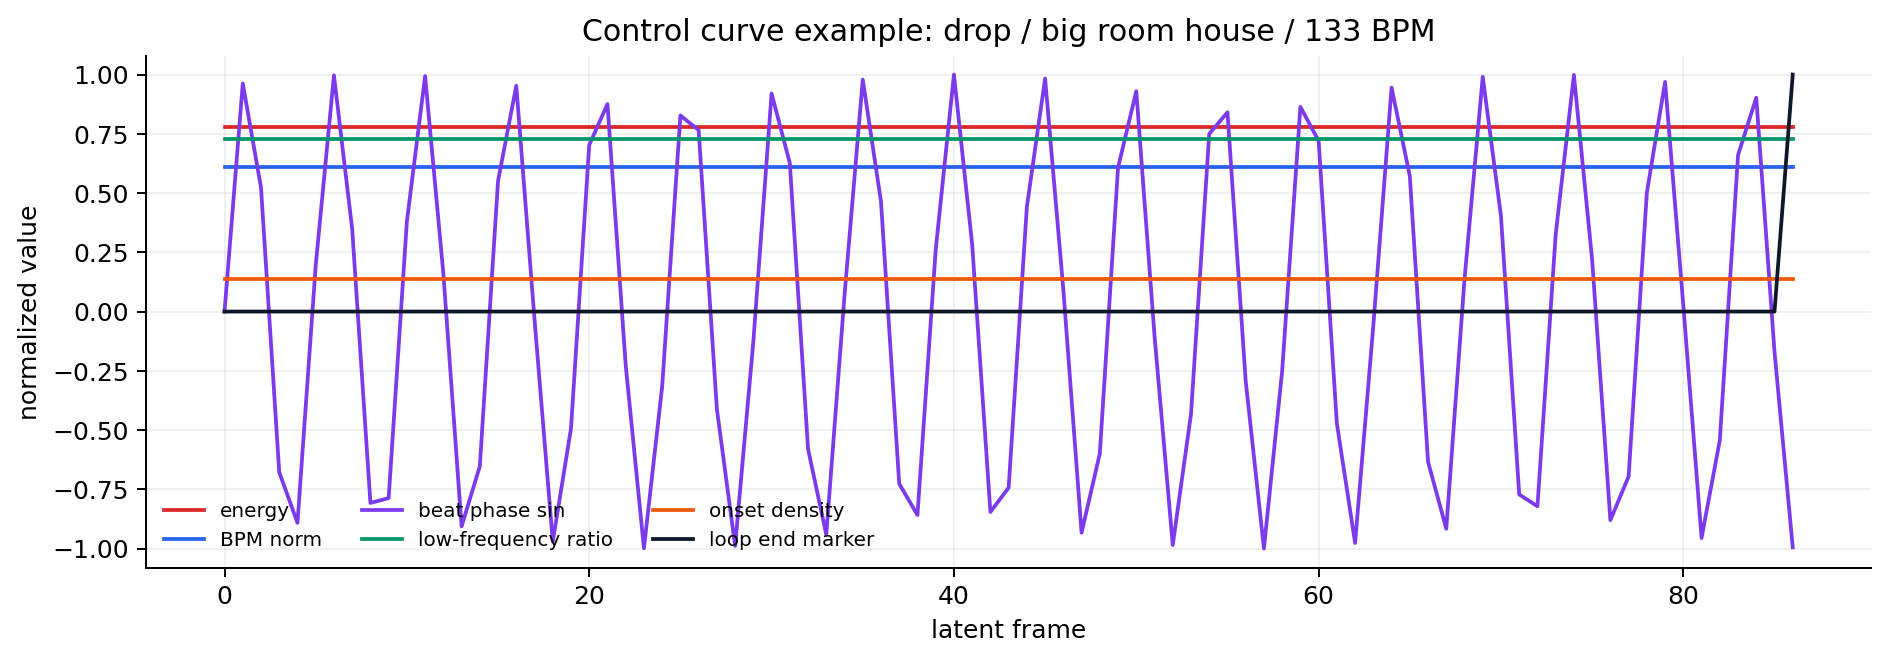 Control curve example: drop / big room house / 133 BPM
1.00
0.75
0.50
0.25
0.00
−0.25
−0.50
−0.75
−1.00
normalized value
energy
BPM norm
beat phase sin
low-frequency ratio
onset density
loop end marker
0 20 40 60 80
latent frame